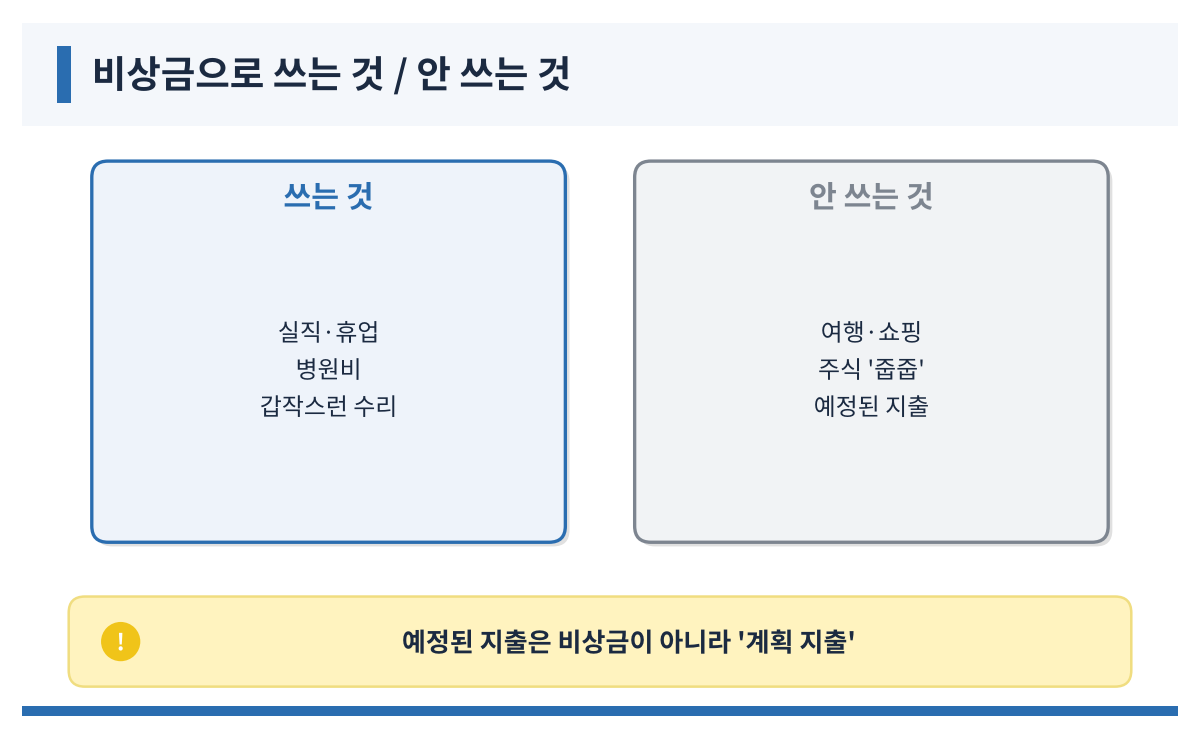 비상금으로 쓰는 것 / 안 쓰는 것
쓰는 것
실직·휴업
병원비
갑작스런 수리
안 쓰는 것
여행·쇼핑
주식 '줍줍'
예정된 지출
!
예정된 지출은 비상금이 아니라 '계획 지출'